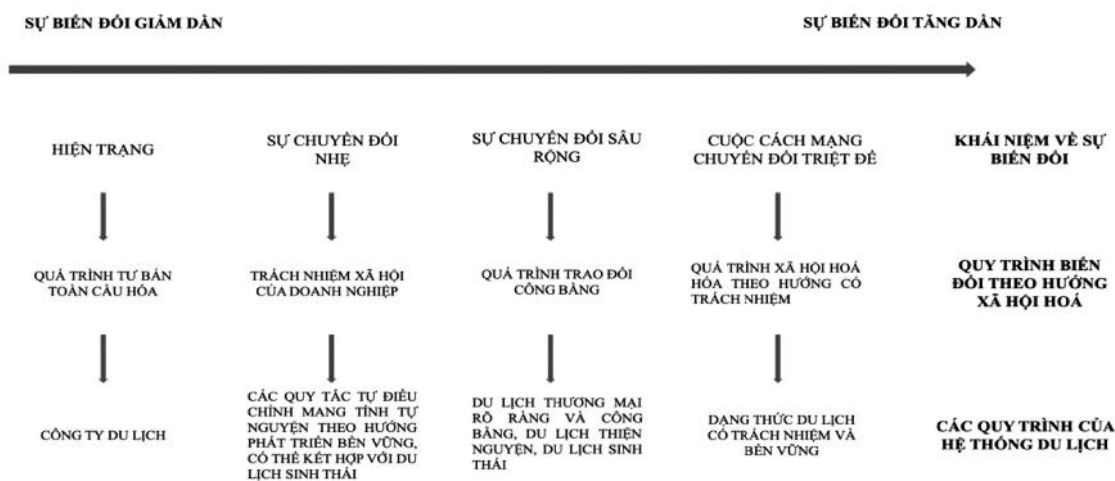 SỰ BIẾN ĐỔI GIẢM DẦN
SỰ BIẾN ĐỔI TĂNG DẦN
HIỆN TRẠNG
SỰ CHUYỂN ĐỔI
NHẸ
SỰ CHUYỂN ĐỔI SÂU
RỘNG
CUỘC CÁCH MẠNG
CHUYỂN ĐỔI TRIỆT ĐỂ
KHÁI NIỆM VỀ SỰ
BIẾN ĐỔI
QUÁ TRÌNH TƯ BẢN
TOÀN CẦU HÓA
TRÁCH NHIỆM XÃ HỘI
CỦA DOANH NGHIỆP
QUÁ TRÌNH TRAO ĐỔI
CÔNG BẰNG
QUÁ TRÌNH XÃ HỘI HOÁ
HÓA THEO HƯỚNG CÓ
TRÁCH NHIỆM
QUY TRÌNH BIẾN
ĐỔI THEO HƯỚNG
XÃ HỘI HOÁ
CÔNG TY DU LỊCH
CÁC QUY TẮC TỰ ĐIỀU
CHỈNH MANG TÍNH TỰ
NGUYỆN THEO HƯỚNG
PHÁT TRIỂN BỀN VỮNG,
CÓ THỂ KẾT HỢP VỚI DU
LỊCH SINH THÁI
DU LỊCH THƯƠNG MẠI
RÕ RÀNG VÀ CÔNG
BẰNG, DU LỊCH THIỆN
NGUYỆN, DU LỊCH SINH
THÁI
DẠNG THỨC DU LỊCH
CÓ TRÁCH NHIỆM VÀ
BỀN VỮNG
CÁC QUY TRÌNH CỦA
HỆ THỐNG DU LỊCH